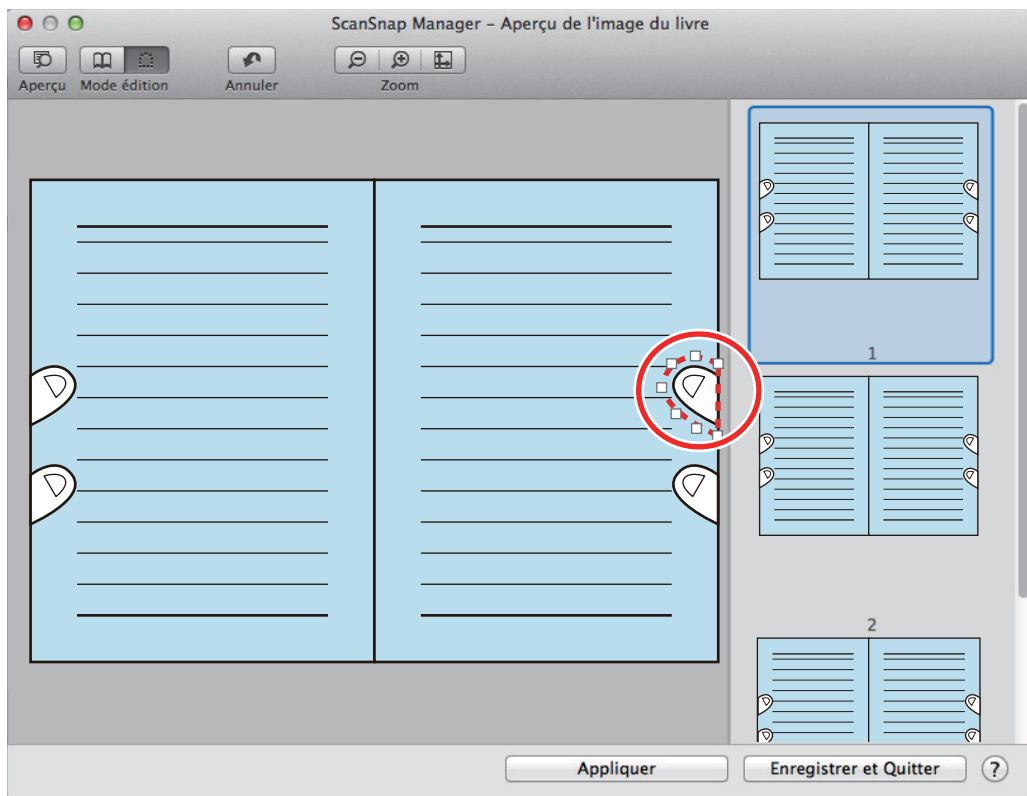 ScanSnap Manager – Aperçu de l'image du livre
Aperçu Mode édition Annuler Zoom
1
2
Appliquer Enregistrer et Quitter ?